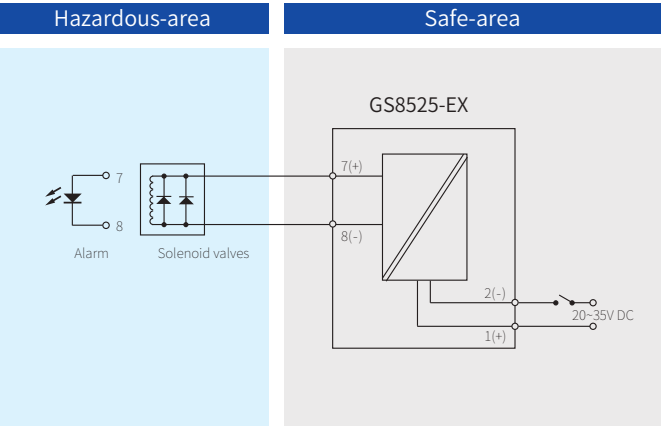 Hazardous-area
Safe-area
GS8525-EX
7(+)
7
8
8(-)
Alarm
Solenoid valves
2(-)
20~35V DC
1(+)